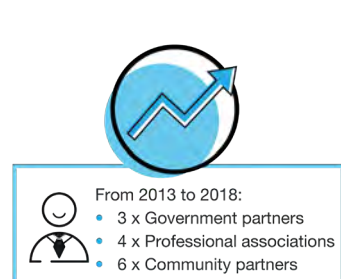 From 2013 to 2018:
• 3 x Government partners
• 4 x Professional associations
• 6 x Community partners